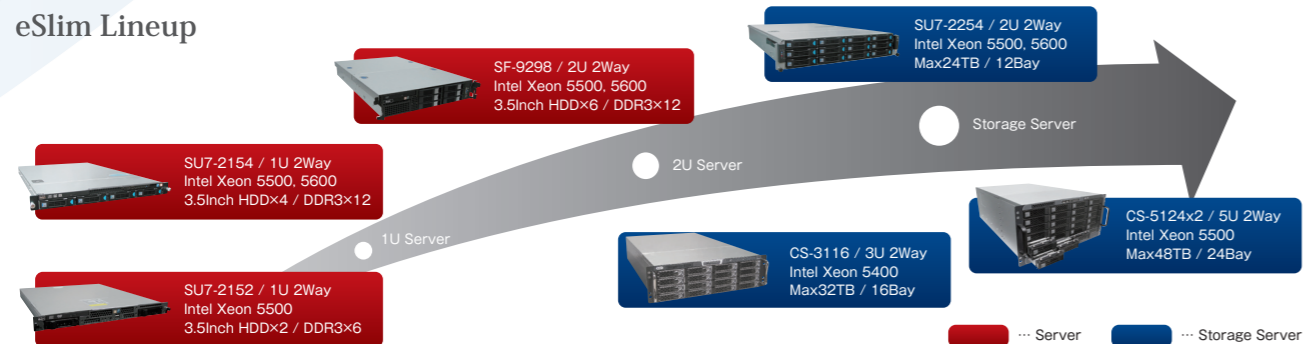 eSlim Lineup
SU7-2254 / 2U 2Way
Intel Xeon 5500, 5600
Max24TB / 12Bay
SF-9298 / 2U 2Way
Intel Xeon 5500, 5600
3.5Inch HDD×6 / DDR3×12
Storage Server
2U Server
SU7-2154 / 1U 2Way
Intel Xeon 5500, 5600
3.5Inch HDD×4 / DDR3×12
1U Server
CS-5124x2 / 5U 2Way
Intel Xeon 5500
Max48TB / 24Bay
CS-3116 / 3U 2Way
Intel Xeon 5400
Max32TB / 16Bay
SU7-2152 / 1U 2Way
Intel Xeon 5500
3.5Inch HDD×2 / DDR3×6
··· Server
··· Storage Server